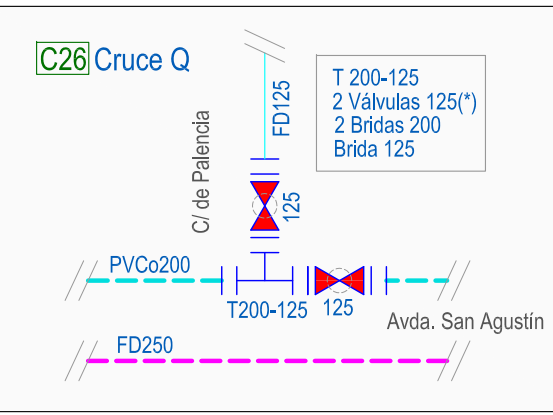 C26 Cruce Q
T 200-125
2 Válvulas 125(*)
2 Bridas 200
Brida 125
FD125
C/ de Palencia
125
PVCo200
T200-125
125
Avda. San Agustín
FD250